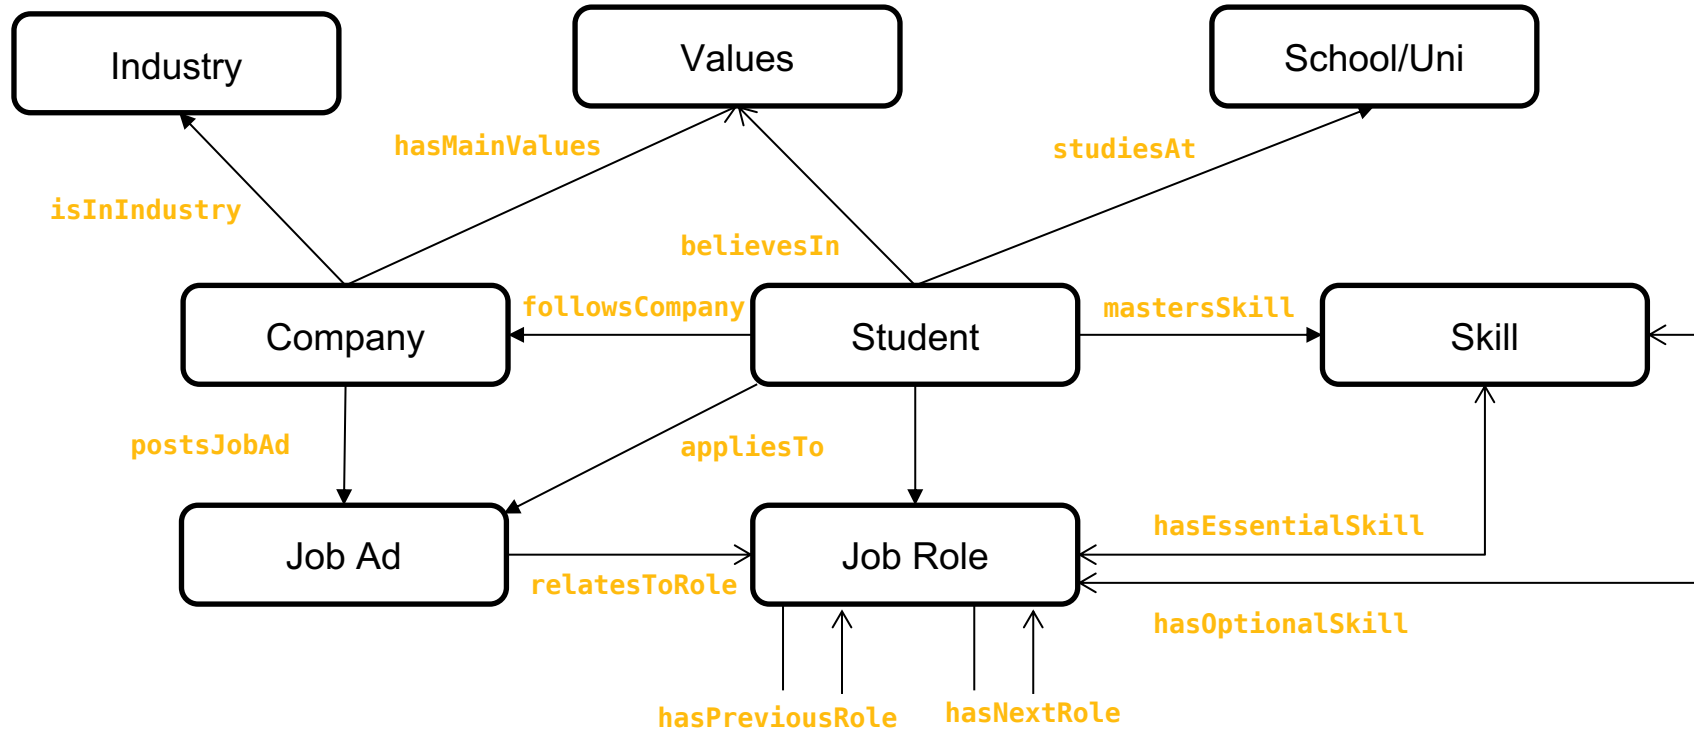 Industry
Values
School/Uni
hasMainValues
studiesAt
isInIndustry
believesIn
followsCompany
mastersSkill
Company
Student
Skill
postsJobAd
appliesTo
hasEssentialSkill
Job Ad
Job Role
relatesToRole
hasOptionalSkill
hasPreviousRole
hasNextRole